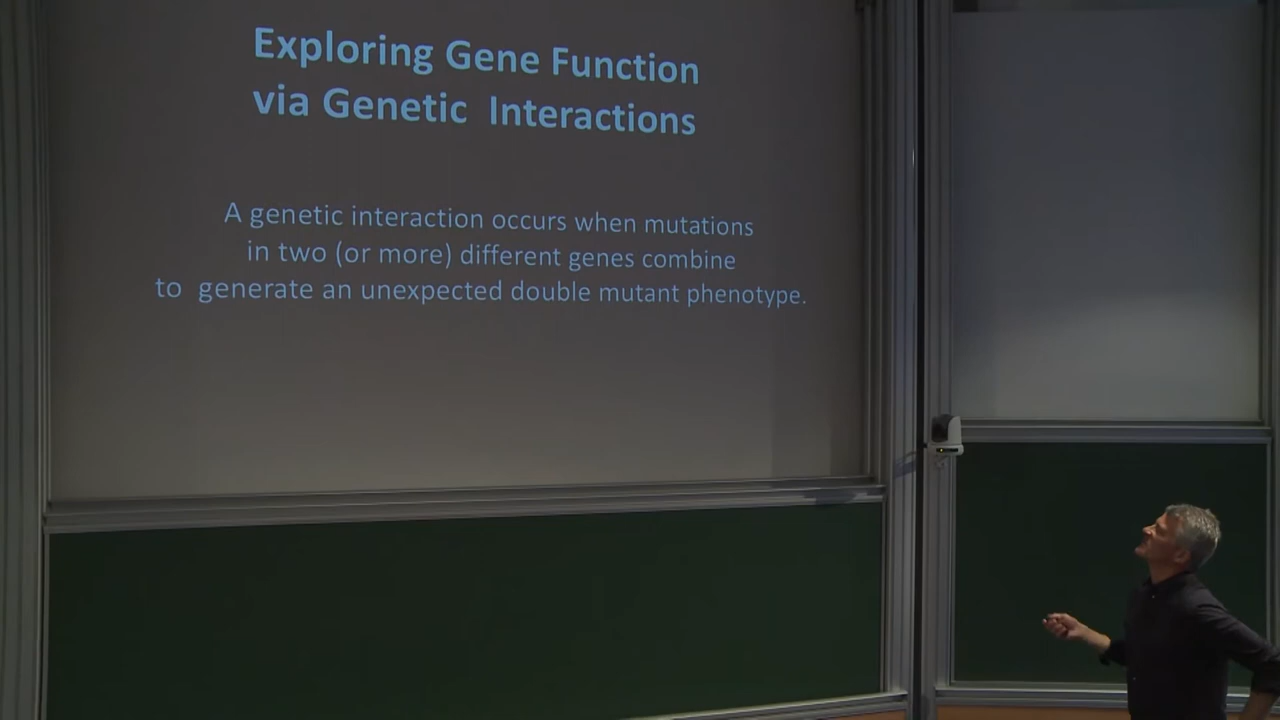 Exploring Gene Function
via Genetic Interactions
A genetic interaction occurs when mutations
in two (or more) different genes combine
to generate an unexpected double mutant phenotype.